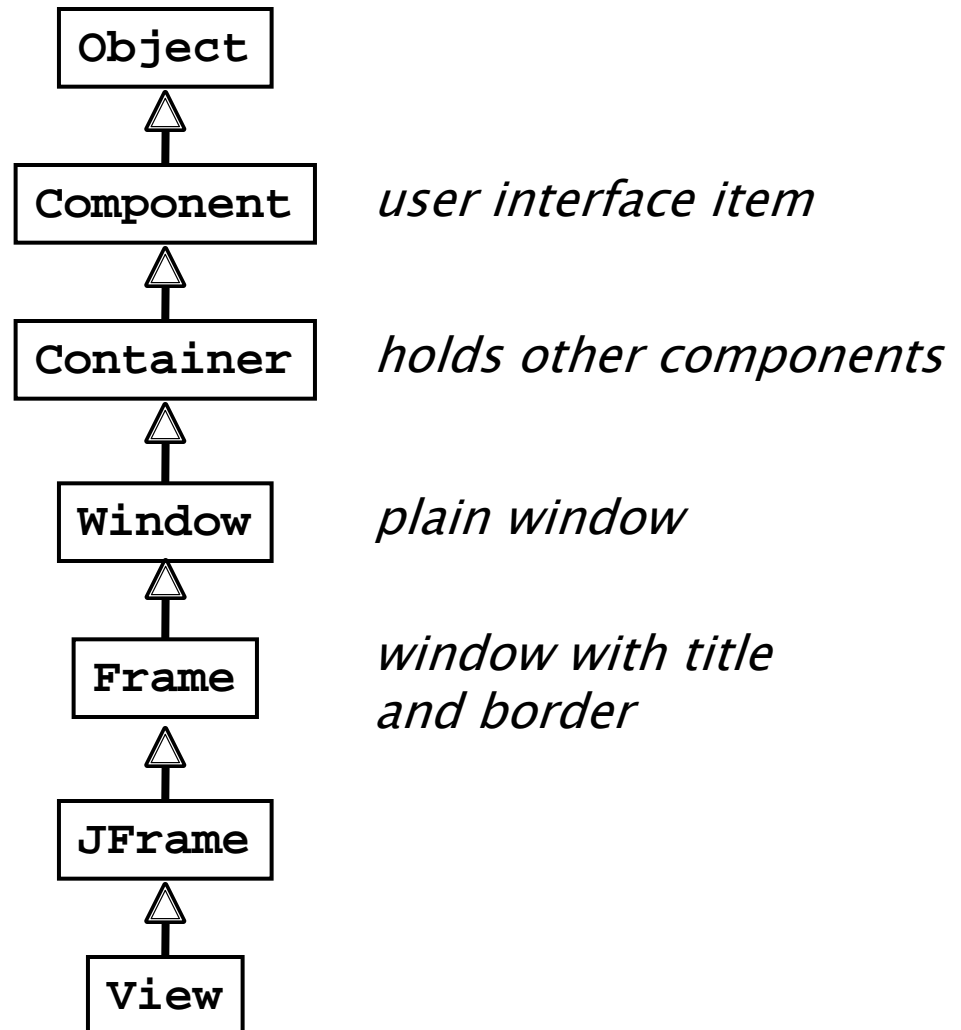 Object
Component
user interface item
Container
holds other components
Window
plain window
Frame
window with title
and border
JFrame
View